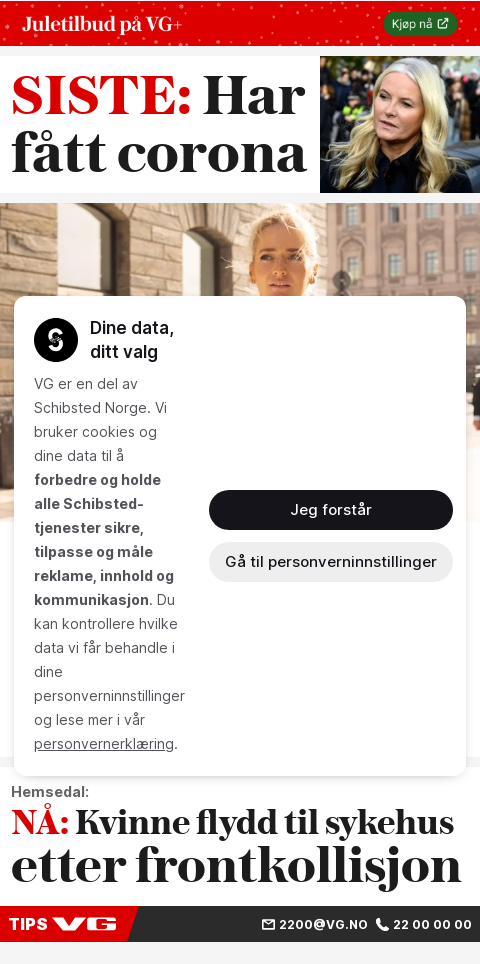 Juletilbud på VG+
Kjøp nå
SISTE: Har
fått corona
Dine data,
ditt valg
VG er en del av
Schibsted Norge. Vi
bruker cookies og
dine data til å
forbedre og holde
alle Schibsted-
tjenester sikre,
tilpasse og måle
reklame, innhold og
kommunikasjon. Du
kan kontrollere hvilke
data vi får behandle i
dine
personverninnstillinger
og lese mer i vår
personvernerklæring.
Jeg forstår
Gå til personverninnstillinger
Hemsedal:
NÅ: Kvinne flydd til sykehus
etter frontkollisjon
TIPS VG 2200@VG.NO 22 00 00 00